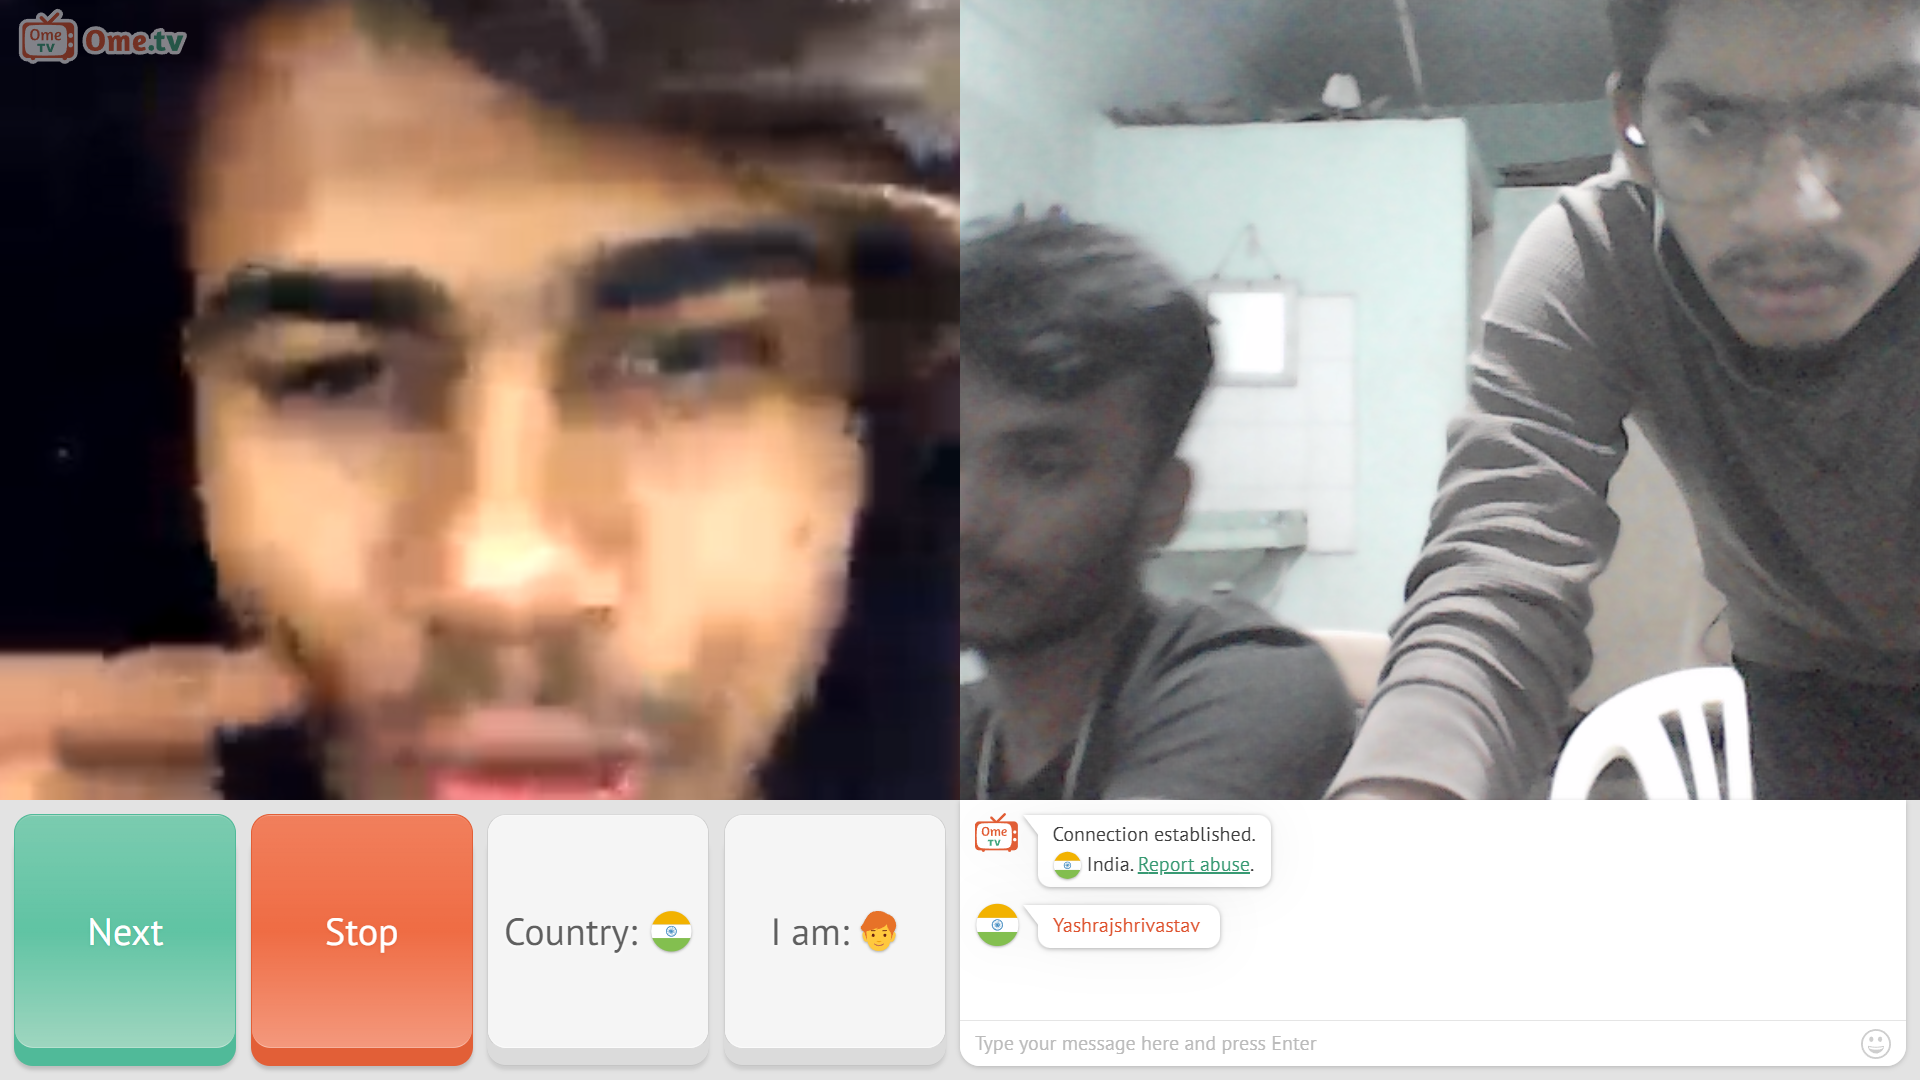 Ome
TV
Ome.tv
Next
Stop
Country:
I am:
Ome
TV
Connection established.
India. Report abuse.
Yashrajshrivastav
Type your message here and press Enter